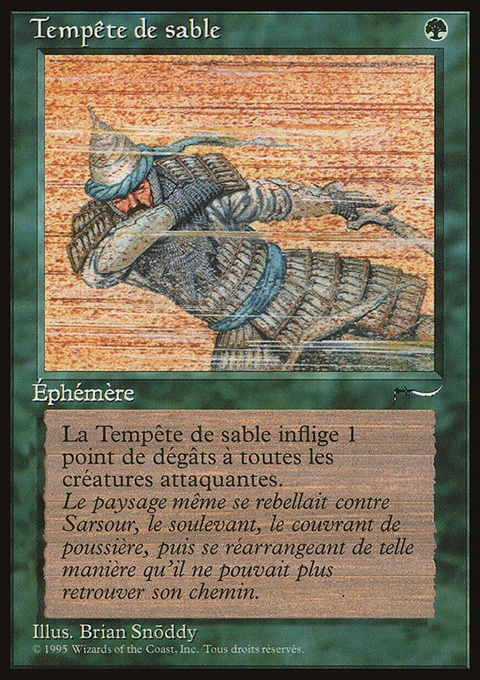 Tempête de sable
Éphémère
La Tempête de sable inflige 1
point de dégâts à toutes les
créatures attaquantes.
Le paysage même se rebellait contre
Sarsour, le soulevant, le couvrant de
poussière, puis se réarrangeant de telle
manière qu'il ne pouvait plus
retrouver son chemin.
Illus. Brian Snōddy
© 1995 Wizards of the Coast, Inc. Tous droits réservés.